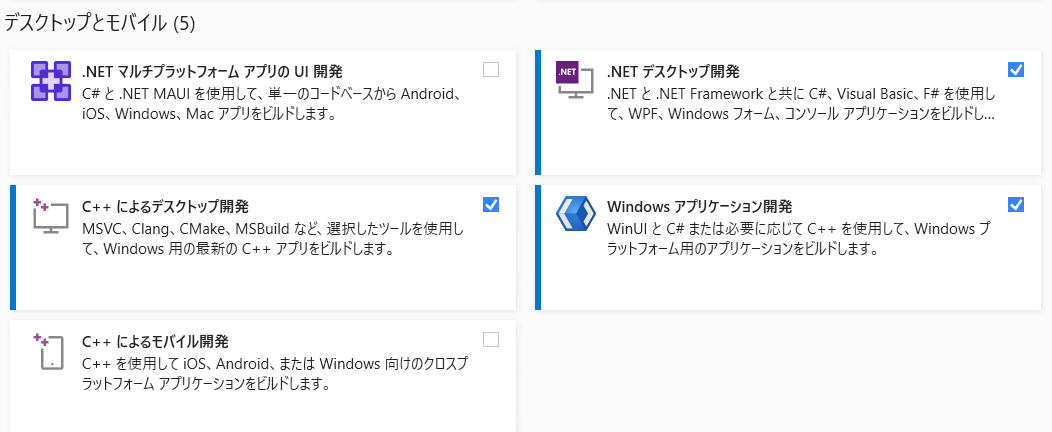 デスクトップとモバイル (5)
.NET マルチプラットフォーム アプリの UI 開発
C# と .NET MAUI を使用して、単一のコードベースから Android、
iOS、Windows、Mac アプリをビルドします。
.NET
.NET デスクトップ開発
.NET と .NET Framework と共に C#、Visual Basic、F# を使用し
て、WPF、Windows フォーム、コンソール アプリケーションをビルドし...
C++ によるデスクトップ開発
MSVC、Clang、CMake、MSBuild など、選択したツールを使用し
て、Windows 用の最新の C++ アプリをビルドします。
Windows アプリケーション開発
WinUI と C# または必要に応じて C++ を使用して、Windows プ
ラットフォーム用のアプリケーションをビルドします。
C++ によるモバイル開発
C++ を使用して iOS、Android、または Windows 向けのクロスプ
ラットフォーム アプリケーションをビルドします。